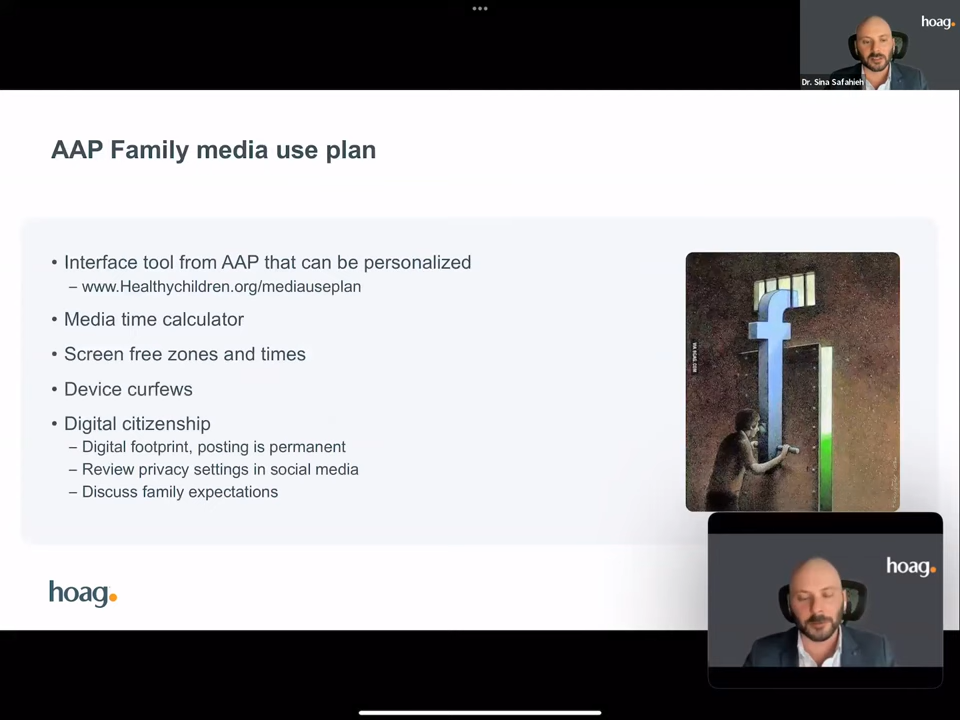 hoag.
Dr. Sina Safahieh
AAP Family media use plan
• Interface tool from AAP that can be personalized
– www.Healthychildren.org/mediauseplan
• Media time calculator
• Screen free zones and times
• Device curfews
• Digital citizenship
– Digital footprint, posting is permanent
– Review privacy settings in social media
– Discuss family expectations
f
hoag.
hoag.